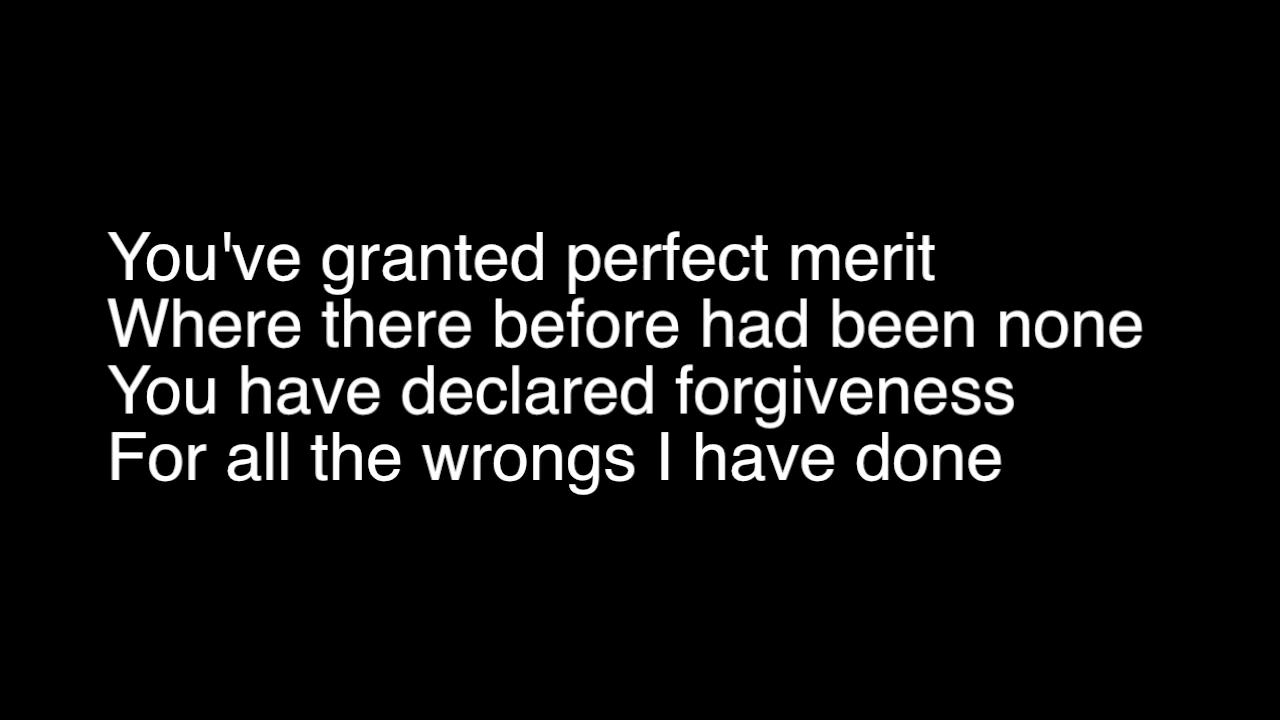 You've granted perfect merit
Where there before had been none
You have declared forgiveness
For all the wrongs I have done